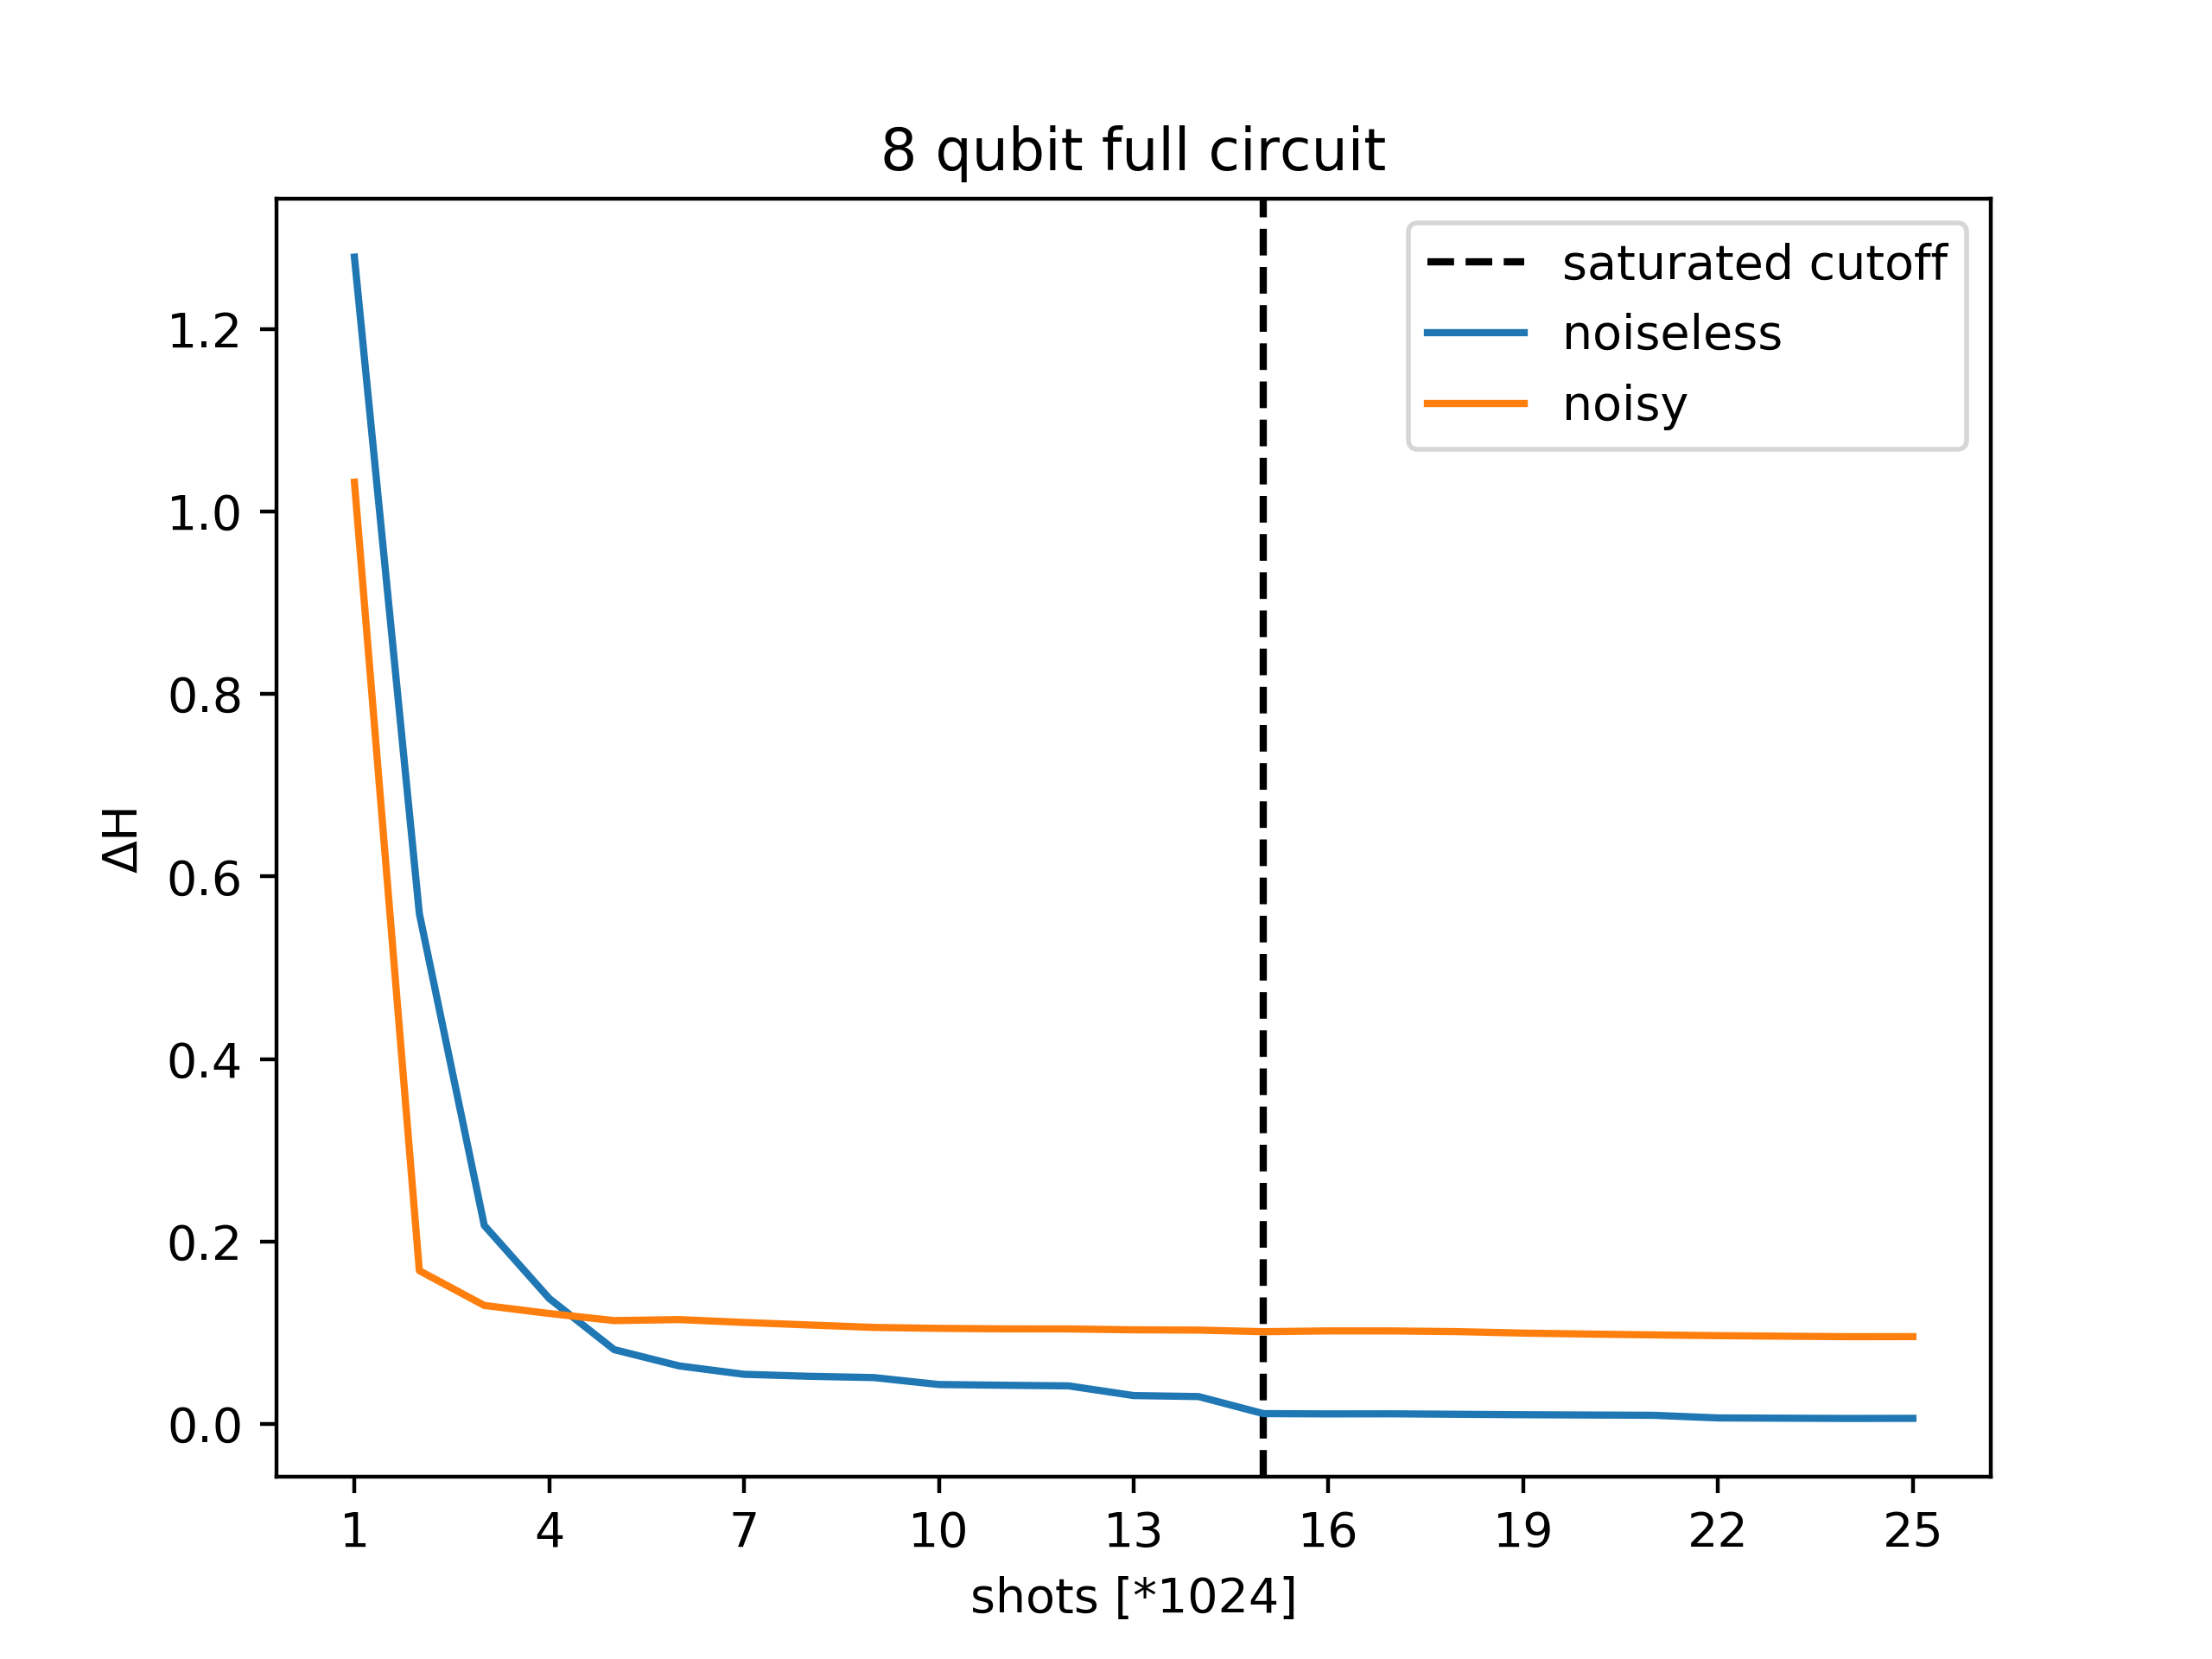 8 qubit full circuit
saturated cutoff
noiseless
noisy
1.2
1.0
0.8
0.6
0.4
0.2
0.0
ΔH
1 4 7 10 13 16 19 22 25
shots [*1024]